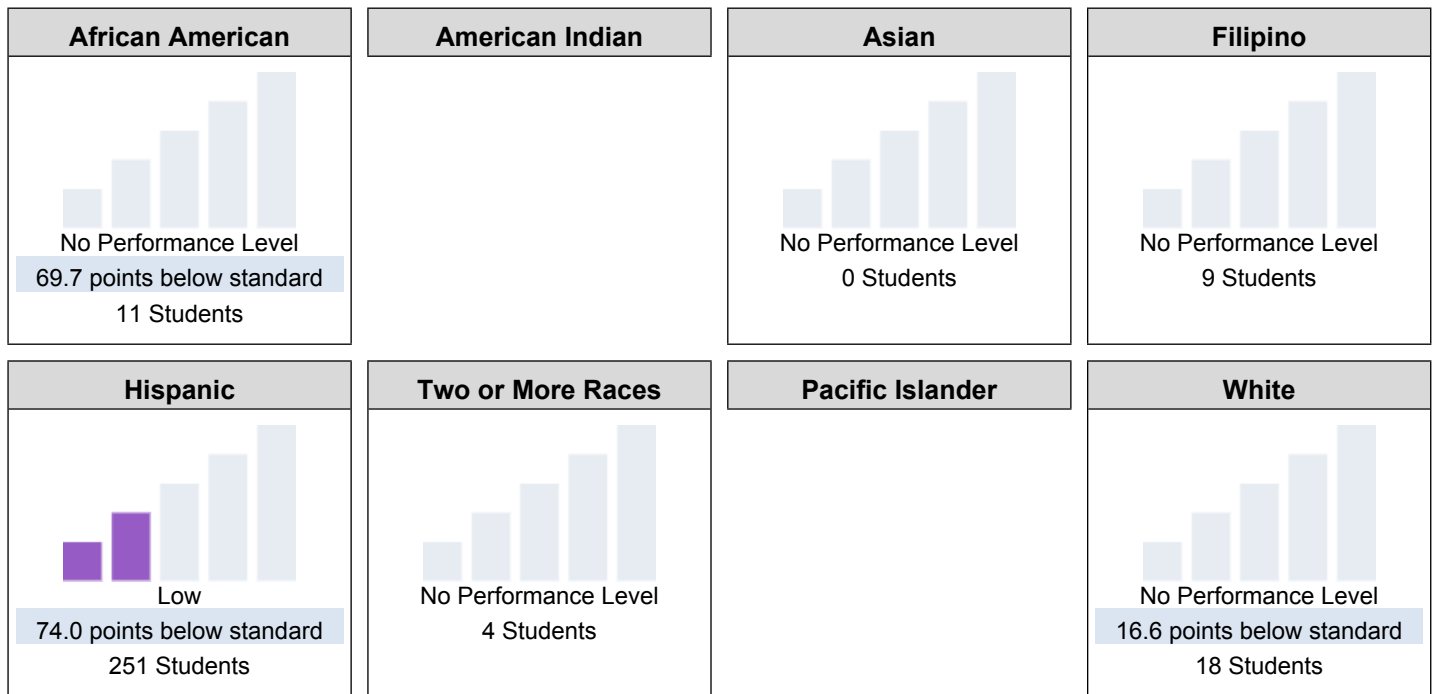 African American
No Performance Level
69.7 points below standard
11 Students
American Indian
Asian
No Performance Level
0 Students
Filipino
No Performance Level
9 Students
Hispanic
Low
74.0 points below standard
251 Students
Two or More Races
No Performance Level
4 Students
Pacific Islander
White
No Performance Level
16.6 points below standard
18 Students